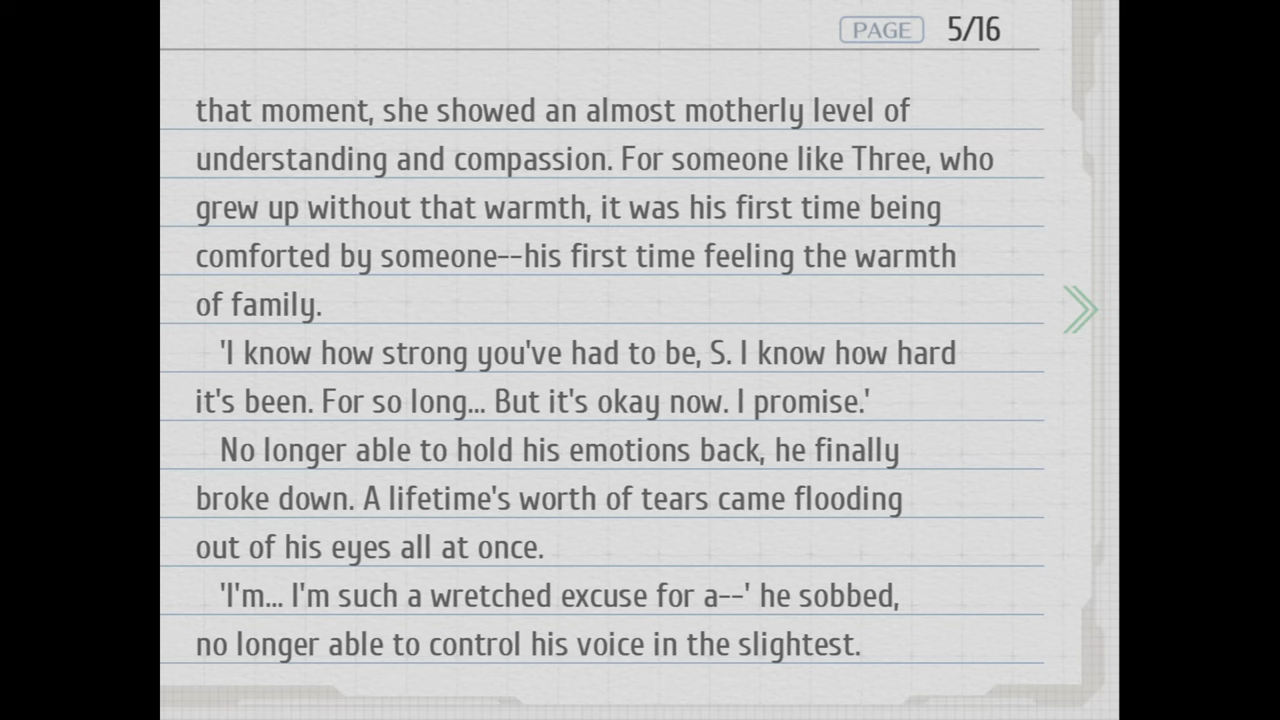 PAGE 5/16
that moment, she showed an almost motherly level of
understanding and compassion. For someone like Three, who
grew up without that warmth, it was his first time being
comforted by someone--his first time feeling the warmth
of family.
'I know how strong you've had to be, S. I know how hard
it's been. For so long... But it's okay now. I promise.'
No longer able to hold his emotions back, he finally
broke down. A lifetime's worth of tears came flooding
out of his eyes all at once.
'I'm... I'm such a wretched excuse for a--' he sobbed,
no longer able to control his voice in the slightest.